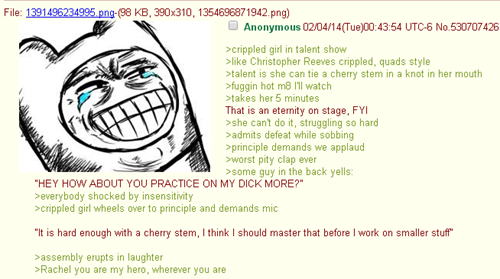 File: 1391496234995.png-(98 KB, 390x310, 1354696871942.png)
Anonymous 02/04/14(Tue)00:43:54 UTC-6 No.530707426
>crippled girl in talent show
>like Christopher Reeves crippled, quads style
>talent is she can tie a cherry stem in a knot in her mouth
>fuggin hot m8 I'll watch
>takes her 5 minutes
That is an eternity on stage, FYI
>she can't do it, struggling so hard
>admits defeat while sobbing
>principle demands we applaud
>worst pity clap ever
>some guy in the back yells:
"HEY HOW ABOUT YOU PRACTICE ON MY DICK MORE?"
>everybody shocked by insensitivity
>crippled girl wheels over to principle and demands mic
"It is hard enough with a cherry stem, I think I should master that before I work on smaller stuff"
>assembly erupts in laughter
>Rachel you are my hero, wherever you are